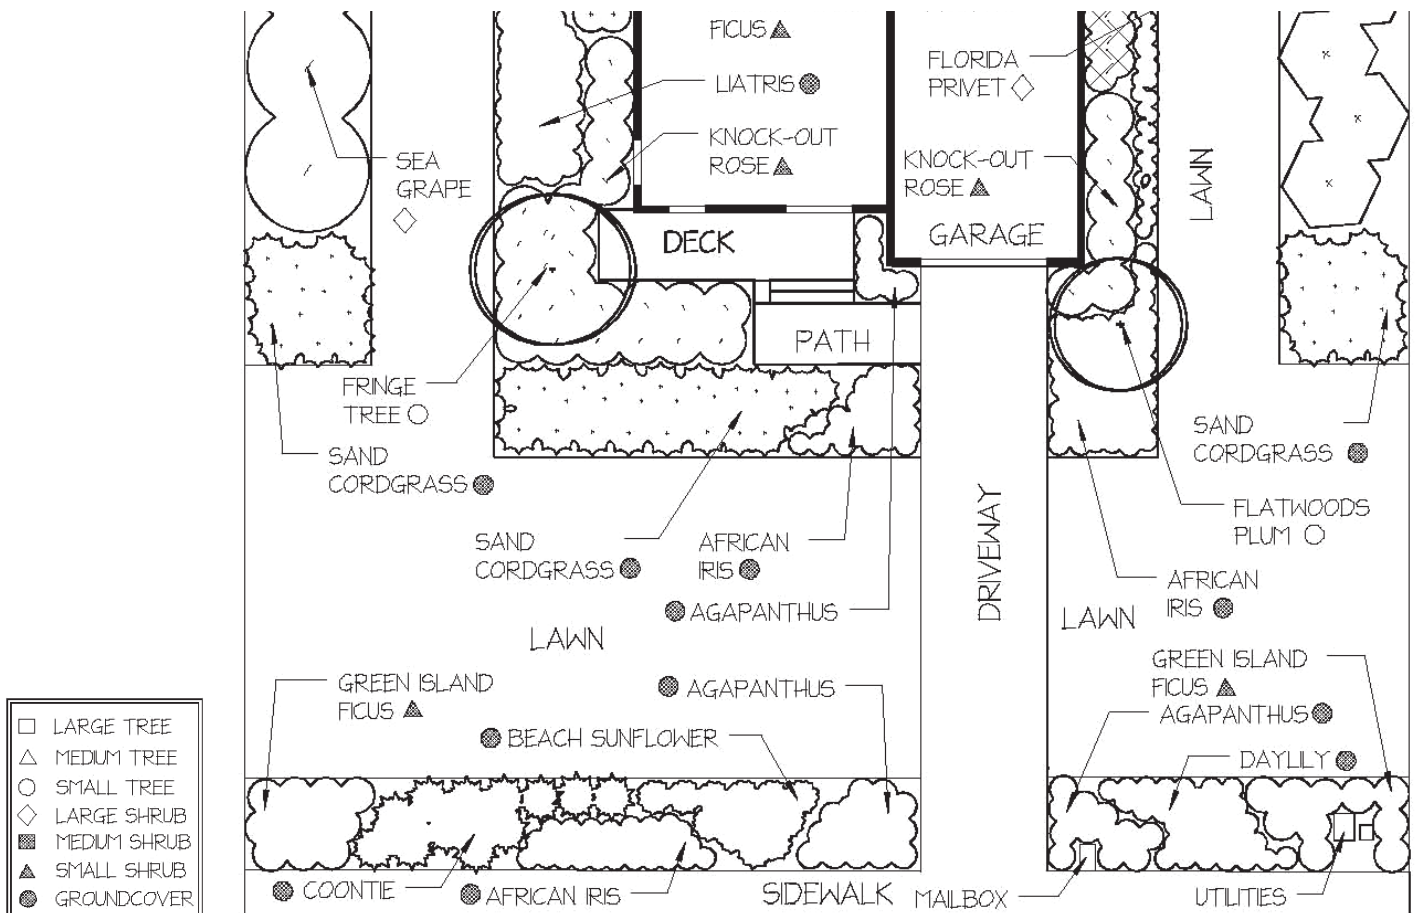 FICUS
LIATRIS
KNOCK-OUT
ROSE
FLORIDA
PRIVET
KNOCK-OUT
ROSE
SEA
GRAPE
LAWN
DECK
GARAGE
PATH
FRINGE
TREE
SAND
CORDGRASS
SAND
CORDGRASS
AFRICAN
IRIS
AGAPANTHUS
DRIVEWAY
SAND
CORDGRASS
FLATWOODS
PLUM
AFRICAN
IRIS
LAWN
LAWN
GREEN ISLAND
FICUS
AGAPANTHUS
BEACH SUNFLOWER
GREEN ISLAND
FICUS
AGAPANTHUS
DAYLILY
COONTIE
AFRICAN IRIS
SIDEWALK
MAILBOX
UTILITIES
LARGE TREE
MEDIUM TREE
SMALL TREE
LARGE SHRUB
MEDIUM SHRUB
SMALL SHRUB
GROUNDCOVER